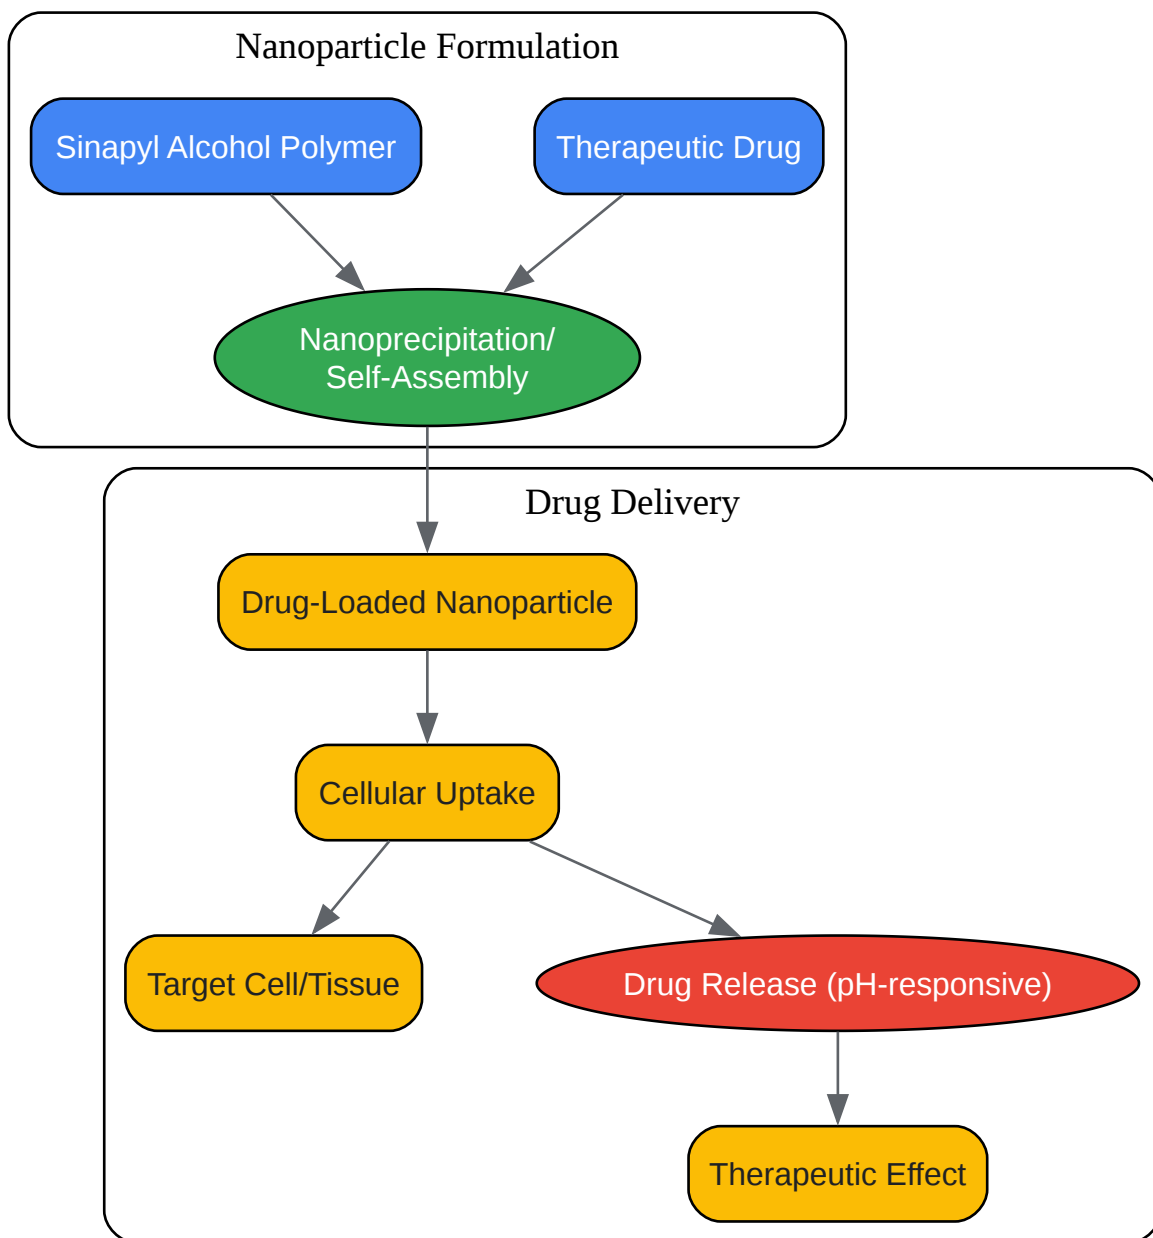 Nanoparticle Formulation
Sinapyl Alcohol Polymer
Therapeutic Drug
Nanoprecipitation/
Self-Assembly
Drug Delivery
Drug-Loaded Nanoparticle
Cellular Uptake
Target Cell/Tissue
Drug Release (pH-responsive)
Therapeutic Effect